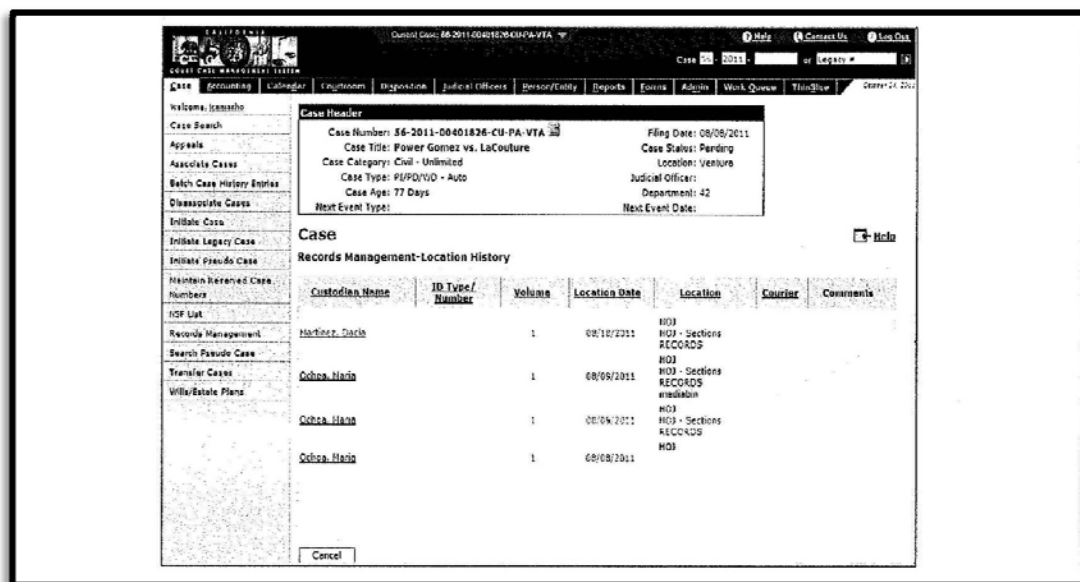 CALIFORNIA
COURT CASE MANAGEMENT SYSTEM
Current Case: 56-2011-00401826-CU-PA-VTA
Help Contact Us Log Out
Case 56 - 2011 - or Legacy #
Case Accounting Calendar Courtroom Disposition Judicial Officers Person/Entity Reports Forms Admin Work Queue ThinSlice
Welcome,
Case Search
Appeals
Associate Cases
Batch Case History Entries
Disassociate Cases
Initiate Case
Initiate Legacy Case
Initiate Pseudo Case
Maintain Reserved Case
Numbers
NSF List
Records Management
Search Pseudo Case
Transfer Cases
Wills/Estate Plans
Case Header
Case Number: 56-2011-00401826-CU-PA-VTA
Case Title: Power Gomez vs. LaCouture
Case Category: Civil - Unlimited
Case Type: PI/PD/WD - Auto
Case Age: 77 Days
Next Event Type:
Filing Date: 08/08/2011
Case Status: Pending
Location: Ventura
Judicial Officer:
Department: 42
Next Event Date:
Case
Help
Records Management-Location History
Custodian Name ID Type/ Number Volume Location Date Location Courier Comments
Martinez, Dacia 1 08/10/2011 HOJ
HOJ - Sections
RECORDS
Ochoa, Maria 1 08/09/2011 HOJ
HOJ - Sections
RECORDS
mediabin
Ochoa, Maria 1 08/09/2011 HOJ
HOJ - Sections
RECORDS
Ochoa, Maria 1 08/08/2011 HOJ
Cancel